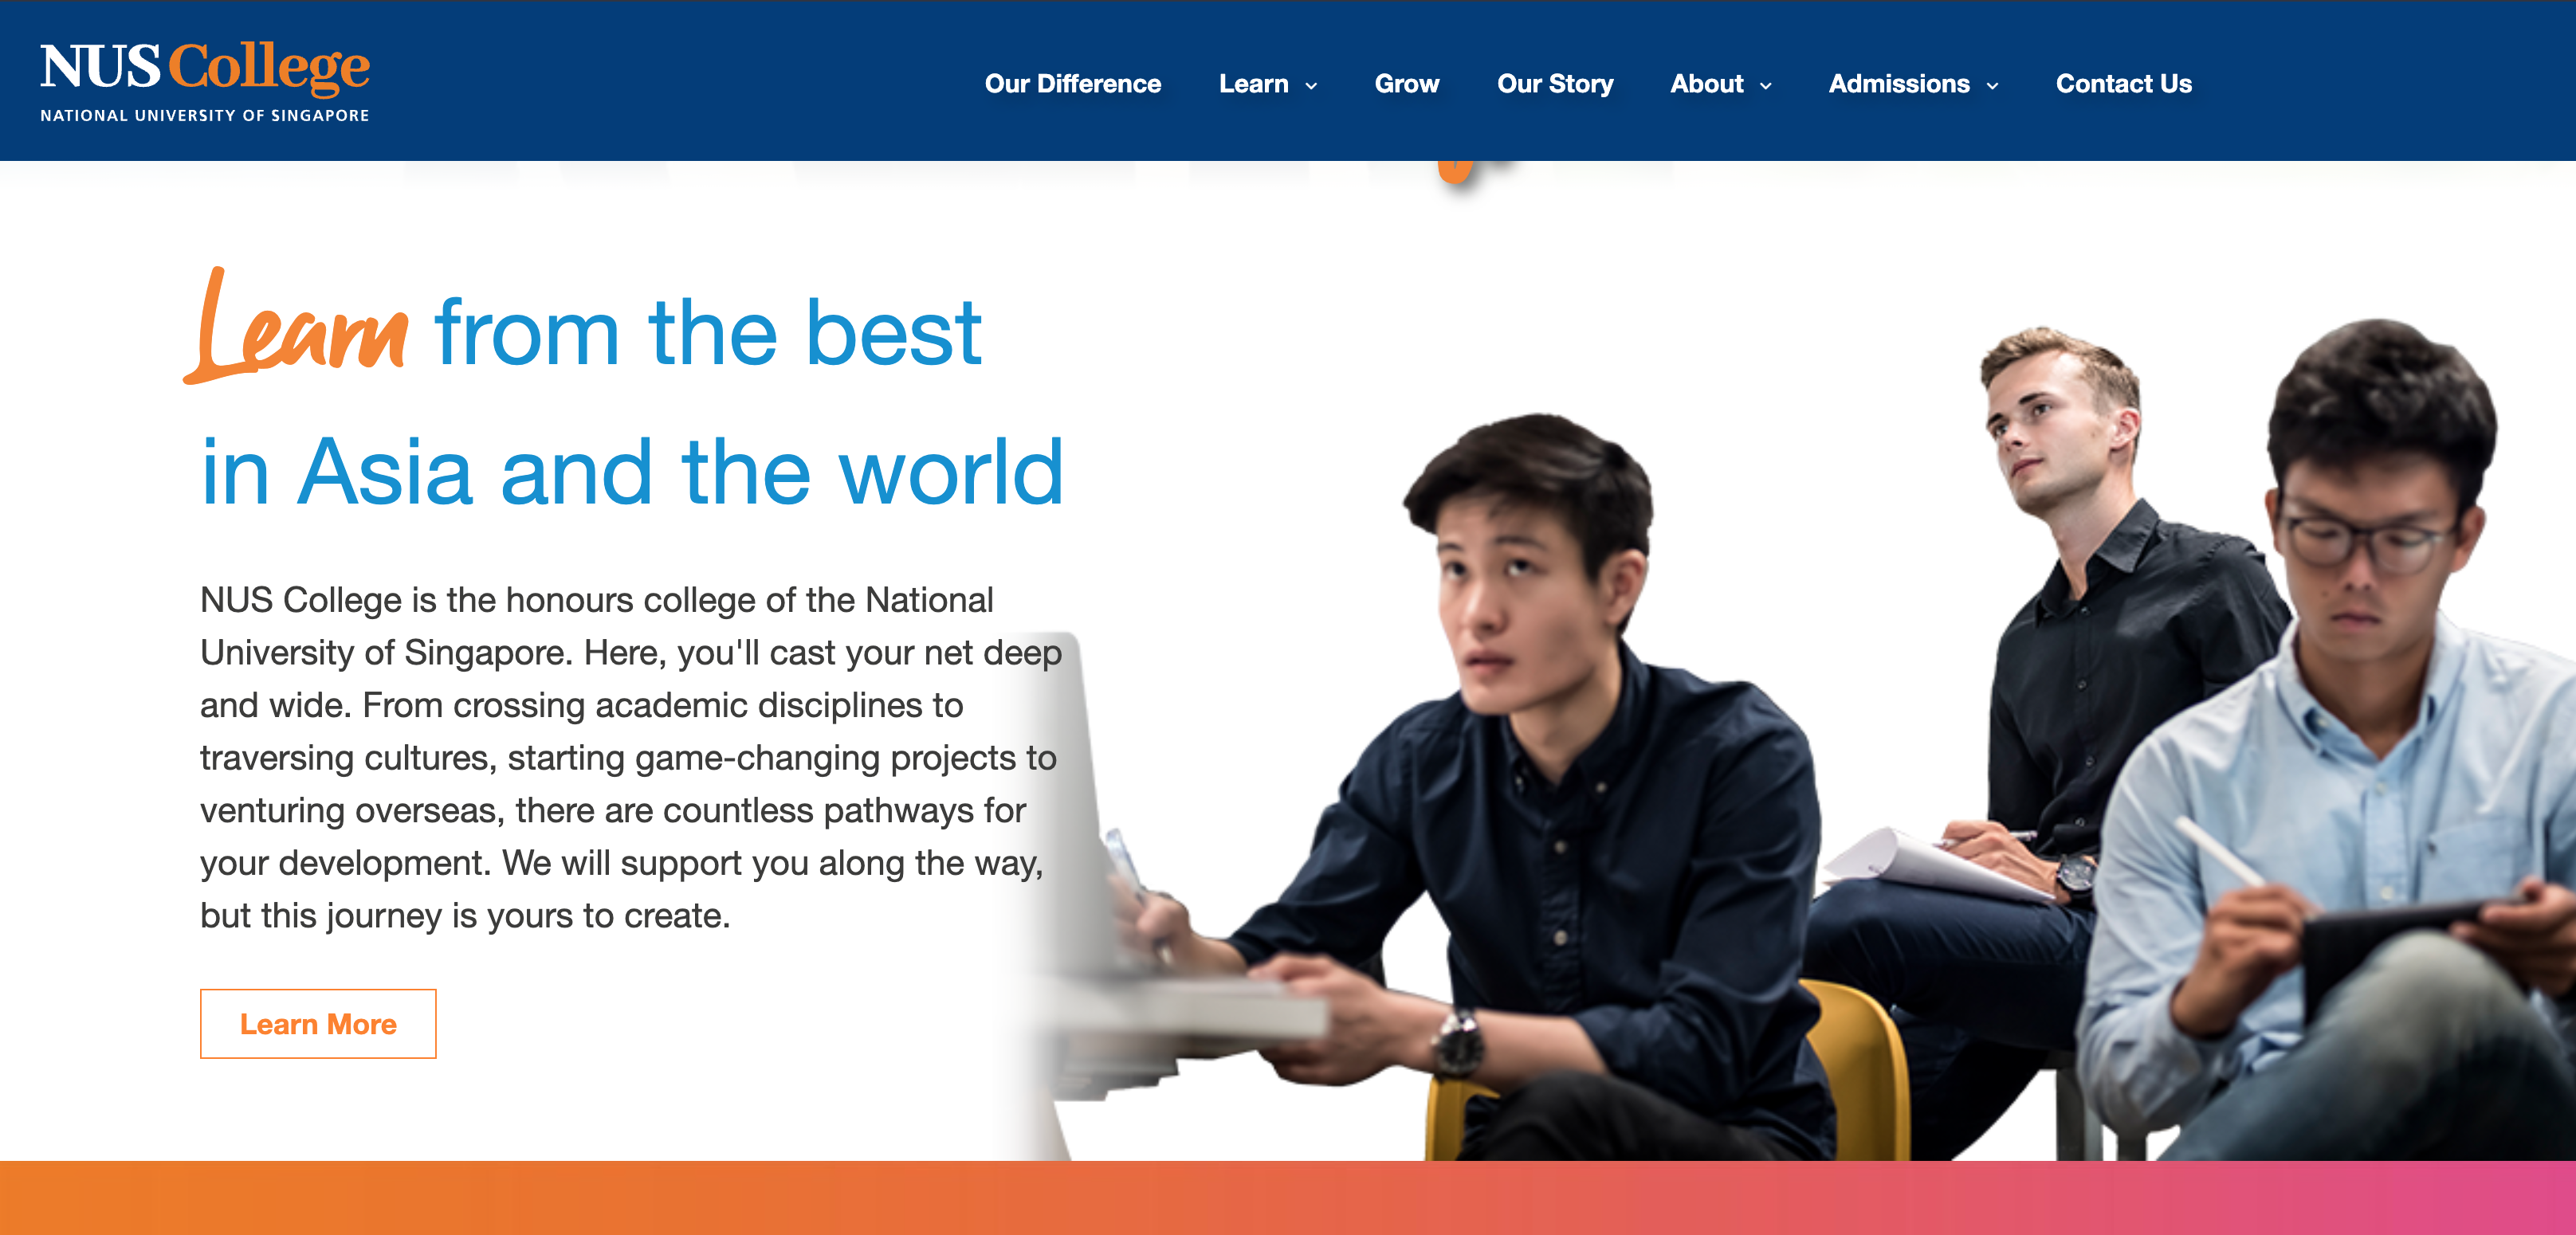 NUS College
NATIONAL UNIVERSITY OF SINGAPORE
Our Difference
Learn
Grow
Our Story
About
Admissions
Contact Us
Learn from the best
in Asia and the world
NUS College is the honours college of the National
University of Singapore. Here, you'll cast your net deep
and wide. From crossing academic disciplines to
traversing cultures, starting game-changing projects to
venturing overseas, there are countless pathways for
your development. We will support you along the way,
but this journey is yours to create.
Learn More